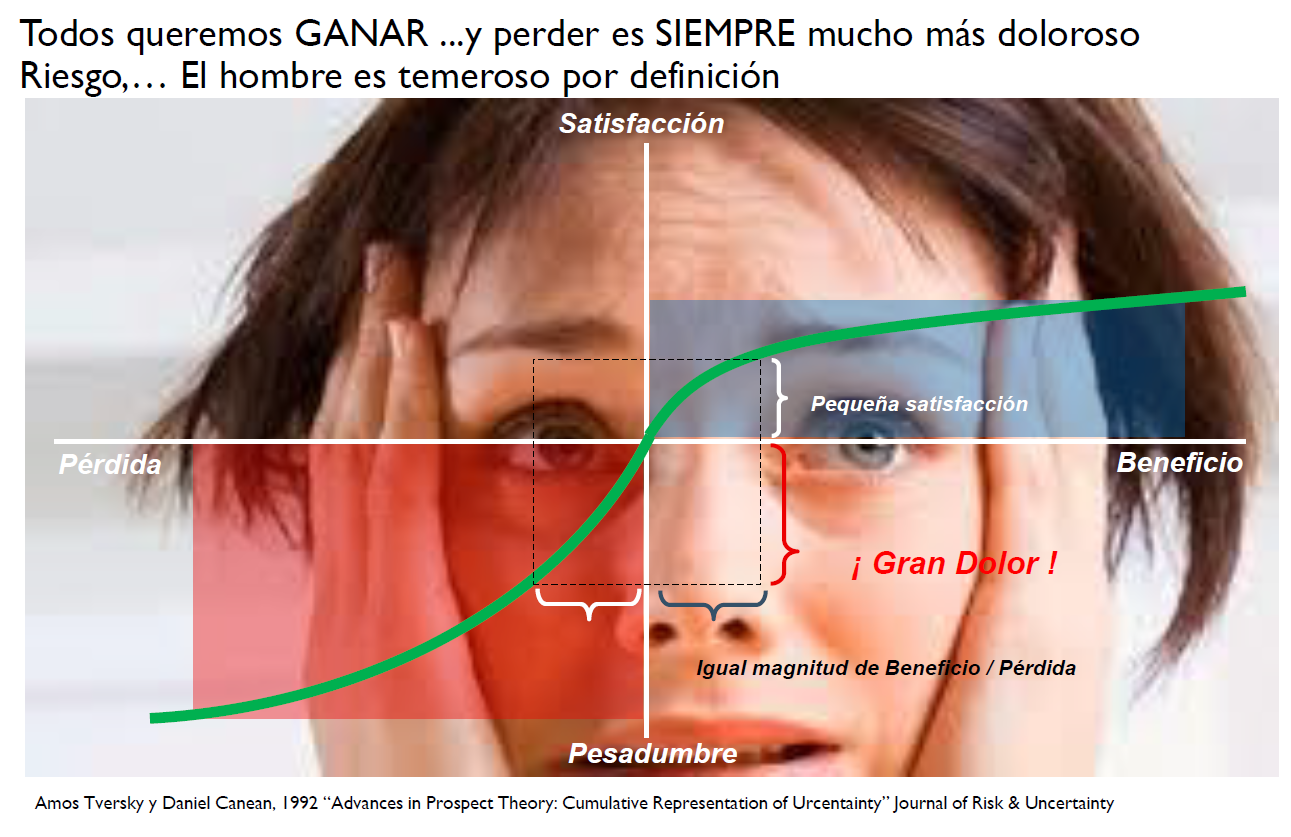 Todos queremos GANAR ...y perder es SIEMPRE mucho más doloroso
Riesgo,... El hombre es temeroso por definición
Satisfacción
Pequeña satisfacción
Pérdida
Beneficio
¡ Gran Dolor !
Igual magnitud de Beneficio / Pérdida
Pesadumbre
Amos Tversky y Daniel Canean, 1992 “Advances in Prospect Theory: Cumulative Representation of Urcentainty” Journal of Risk & Uncertainty